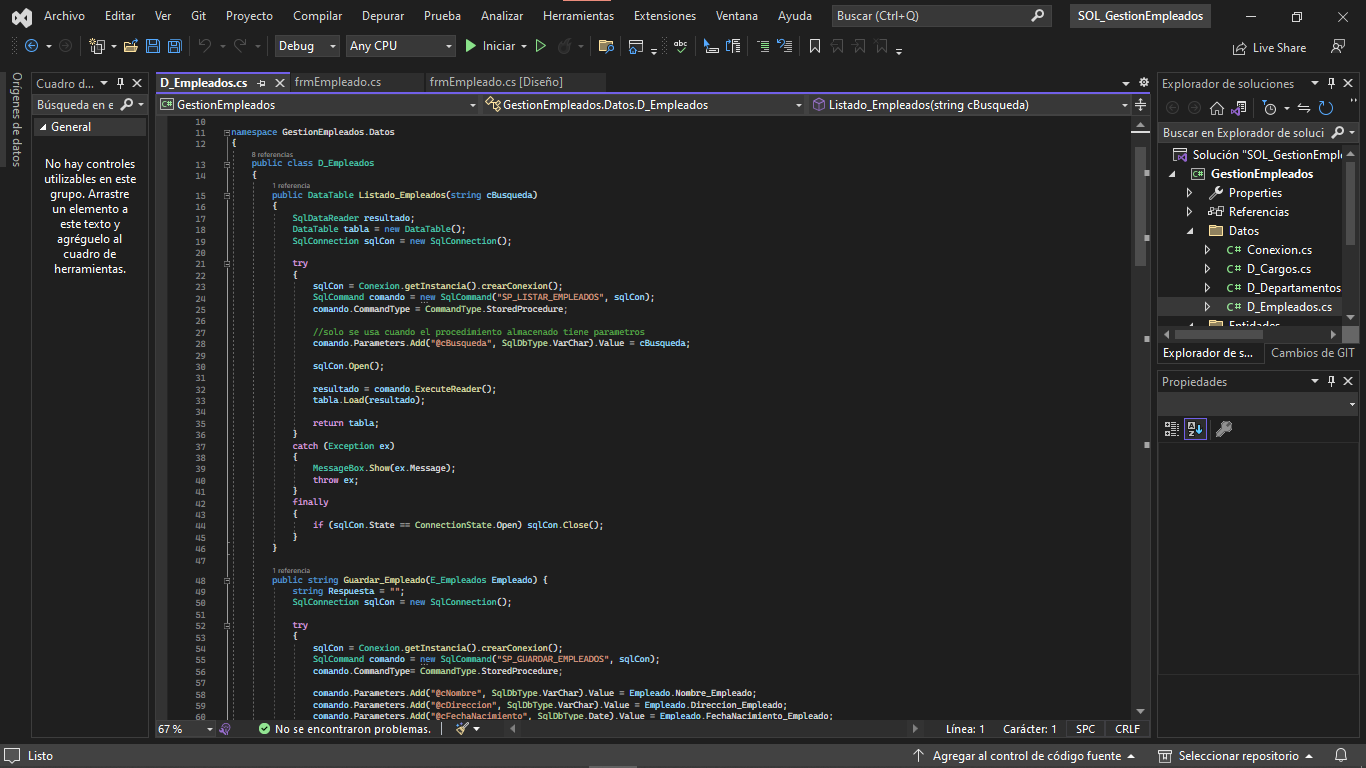 Archivo Editar Ver Git Proyecto Compilar Depurar Prueba Analizar Herramientas Extensiones Ventana Ayuda Buscar (Ctrl+Q) SOL_GestionEmpleados
Debug Any CPU Iniciar Live Share
Orígenes de datos
Cuadro d...
Búsqueda en e
General
No hay controles
utilizables en este
grupo. Arrastre
un elemento a
este texto y
agréguelo al
cuadro de
herramientas.
D_Empleados.cs frmEmpleado.cs frmEmpleado.cs [Diseño]
GestionEmpleados GestionEmpleados.Datos.D_Empleados Listado_Empleados(string cBusqueda)
10
11 namespace GestionEmpleados.Datos
12 {
8 referencias
13 public class D_Empleados
14 {
1 referencia
15 public DataTable Listado_Empleados(string cBusqueda)
16 {
17 SqlDataReader resultado;
18 DataTable tabla = new DataTable();
19 SqlConnection sqlCon = new SqlConnection();
20
21 try
22 {
23 sqlCon = Conexion.getInstancia().crearConexion();
24 SqlCommand comando = new SqlCommand("SP_LISTAR_EMPLEADOS", sqlCon);
25 comando.CommandType = CommandType.StoredProcedure;
26
27 //solo se usa cuando el procedimiento almacenado tiene parametros
28 comando.Parameters.Add("@cBusqueda", SqlDbType.VarChar).Value = cBusqueda;
29
30 sqlCon.Open();
31
32 resultado = comando.ExecuteReader();
33 tabla.Load(resultado);
34
35 return tabla;
36 }
37 catch (Exception ex)
38 {
39 MessageBox.Show(ex.Message);
40 throw ex;
41 }
42 finally
43 {
44 if (sqlCon.State == ConnectionState.Open) sqlCon.Close();
45 }
46 }
47
1 referencia
48 public string Guardar_Empleado(E_Empleados Empleado) {
49 string Respuesta = "";
50 SqlConnection sqlCon = new SqlConnection();
51
52 try
53 {
54 sqlCon = Conexion.getInstancia().crearConexion();
55 SqlCommand comando = new SqlCommand("SP_GUARDAR_EMPLEADOS", sqlCon);
56 comando.CommandType= CommandType.StoredProcedure;
57
58 comando.Parameters.Add("@cNombre", SqlDbType.VarChar).Value = Empleado.Nombre_Empleado;
59 comando.Parameters.Add("@cDireccion", SqlDbType.VarChar).Value = Empleado.Direccion_Empleado;
60 comando.Parameters.Add("@cFechaNacimiento", SqlDbType.Date).Value = Empleado.FechaNacimiento_Empleado;
67 % No se encontraron problemas. Línea: 1 Carácter: 1 SPC CRLF
Explorador de soluciones
Buscar en Explorador de soluci
Solución "SOL_GestionEmpl
GestionEmpleados
Properties
Referencias
Datos
C# Conexion.cs
C# D_Cargos.cs
C# D_Departamentos
C# D_Empleados.cs
Entidades
Explorador de s... Cambios de GIT
Propiedades
Listo Agregar al control de código fuente Seleccionar repositorio